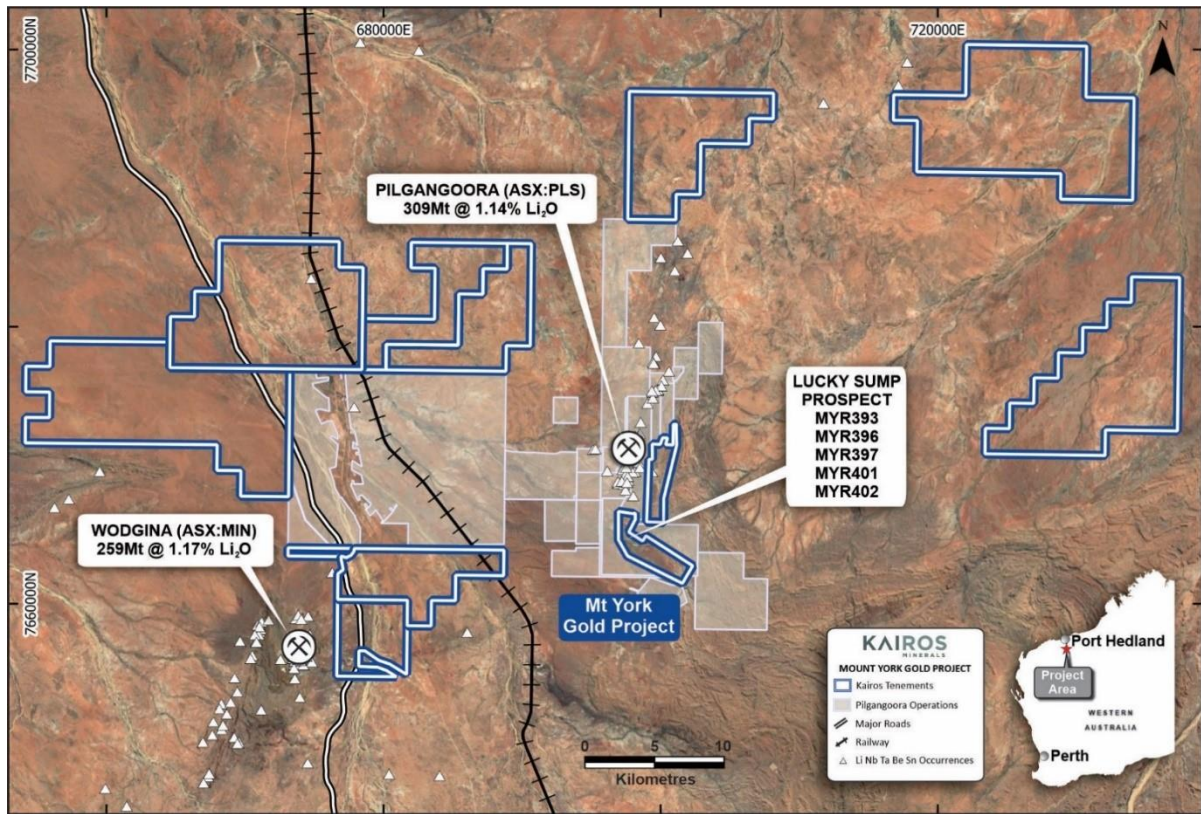 680000E
720000E
N
7700000N
PILGANGOORA (ASX:PLS)
309Mt @ 1.14% Li₂O
LUCKY SUMP
PROSPECT
MYR393
MYR396
MYR397
MYR401
MYR402
WODGINA (ASX:MIN)
259Mt @ 1.17% Li₂O
7660000N
Mt York
Gold Project
0 5 10
Kilometres
KAIROS
MINERALS
MOUNT YORK GOLD PROJECT
Kairos Tenements
Pilgangoora Operations
Major Roads
Railway
Li Nb Ta Be Sn Occurrences
Port Hedland
Project
Area
WESTERN
AUSTRALIA
Perth